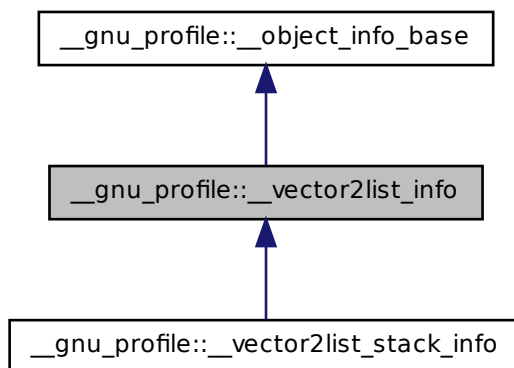 __gnu_profile::__object_info_base
__gnu_profile::__vector2list_info
__gnu_profile::__vector2list_stack_info